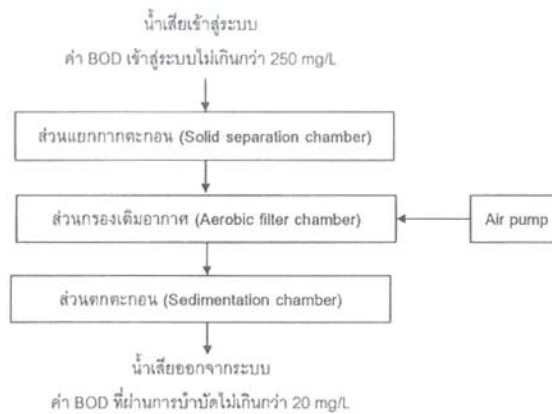 น้ำเสียเข้าสู่ระบบ
ค่า BOD เข้าสู่ระบบไม่เกินกว่า 250 mg/L
ส่วนแยกกากตะกอน (Solid separation chamber)
ส่วนกรองเติมอากาศ (Aerobic filter chamber)
Air pump
ส่วนตกตะกอน (Sedimentation chamber)
น้ำเสียออกจากระบบ
ค่า BOD ที่ผ่านการบำบัดไม่เกินกว่า 20 mg/L